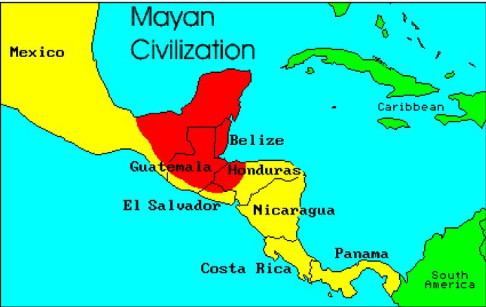 Mayan
Civilization
Mexico
Caribbean
Belize
Guatemala
Honduras
El Salvador
Nicaragua
Panama
Costa Rica
South
America